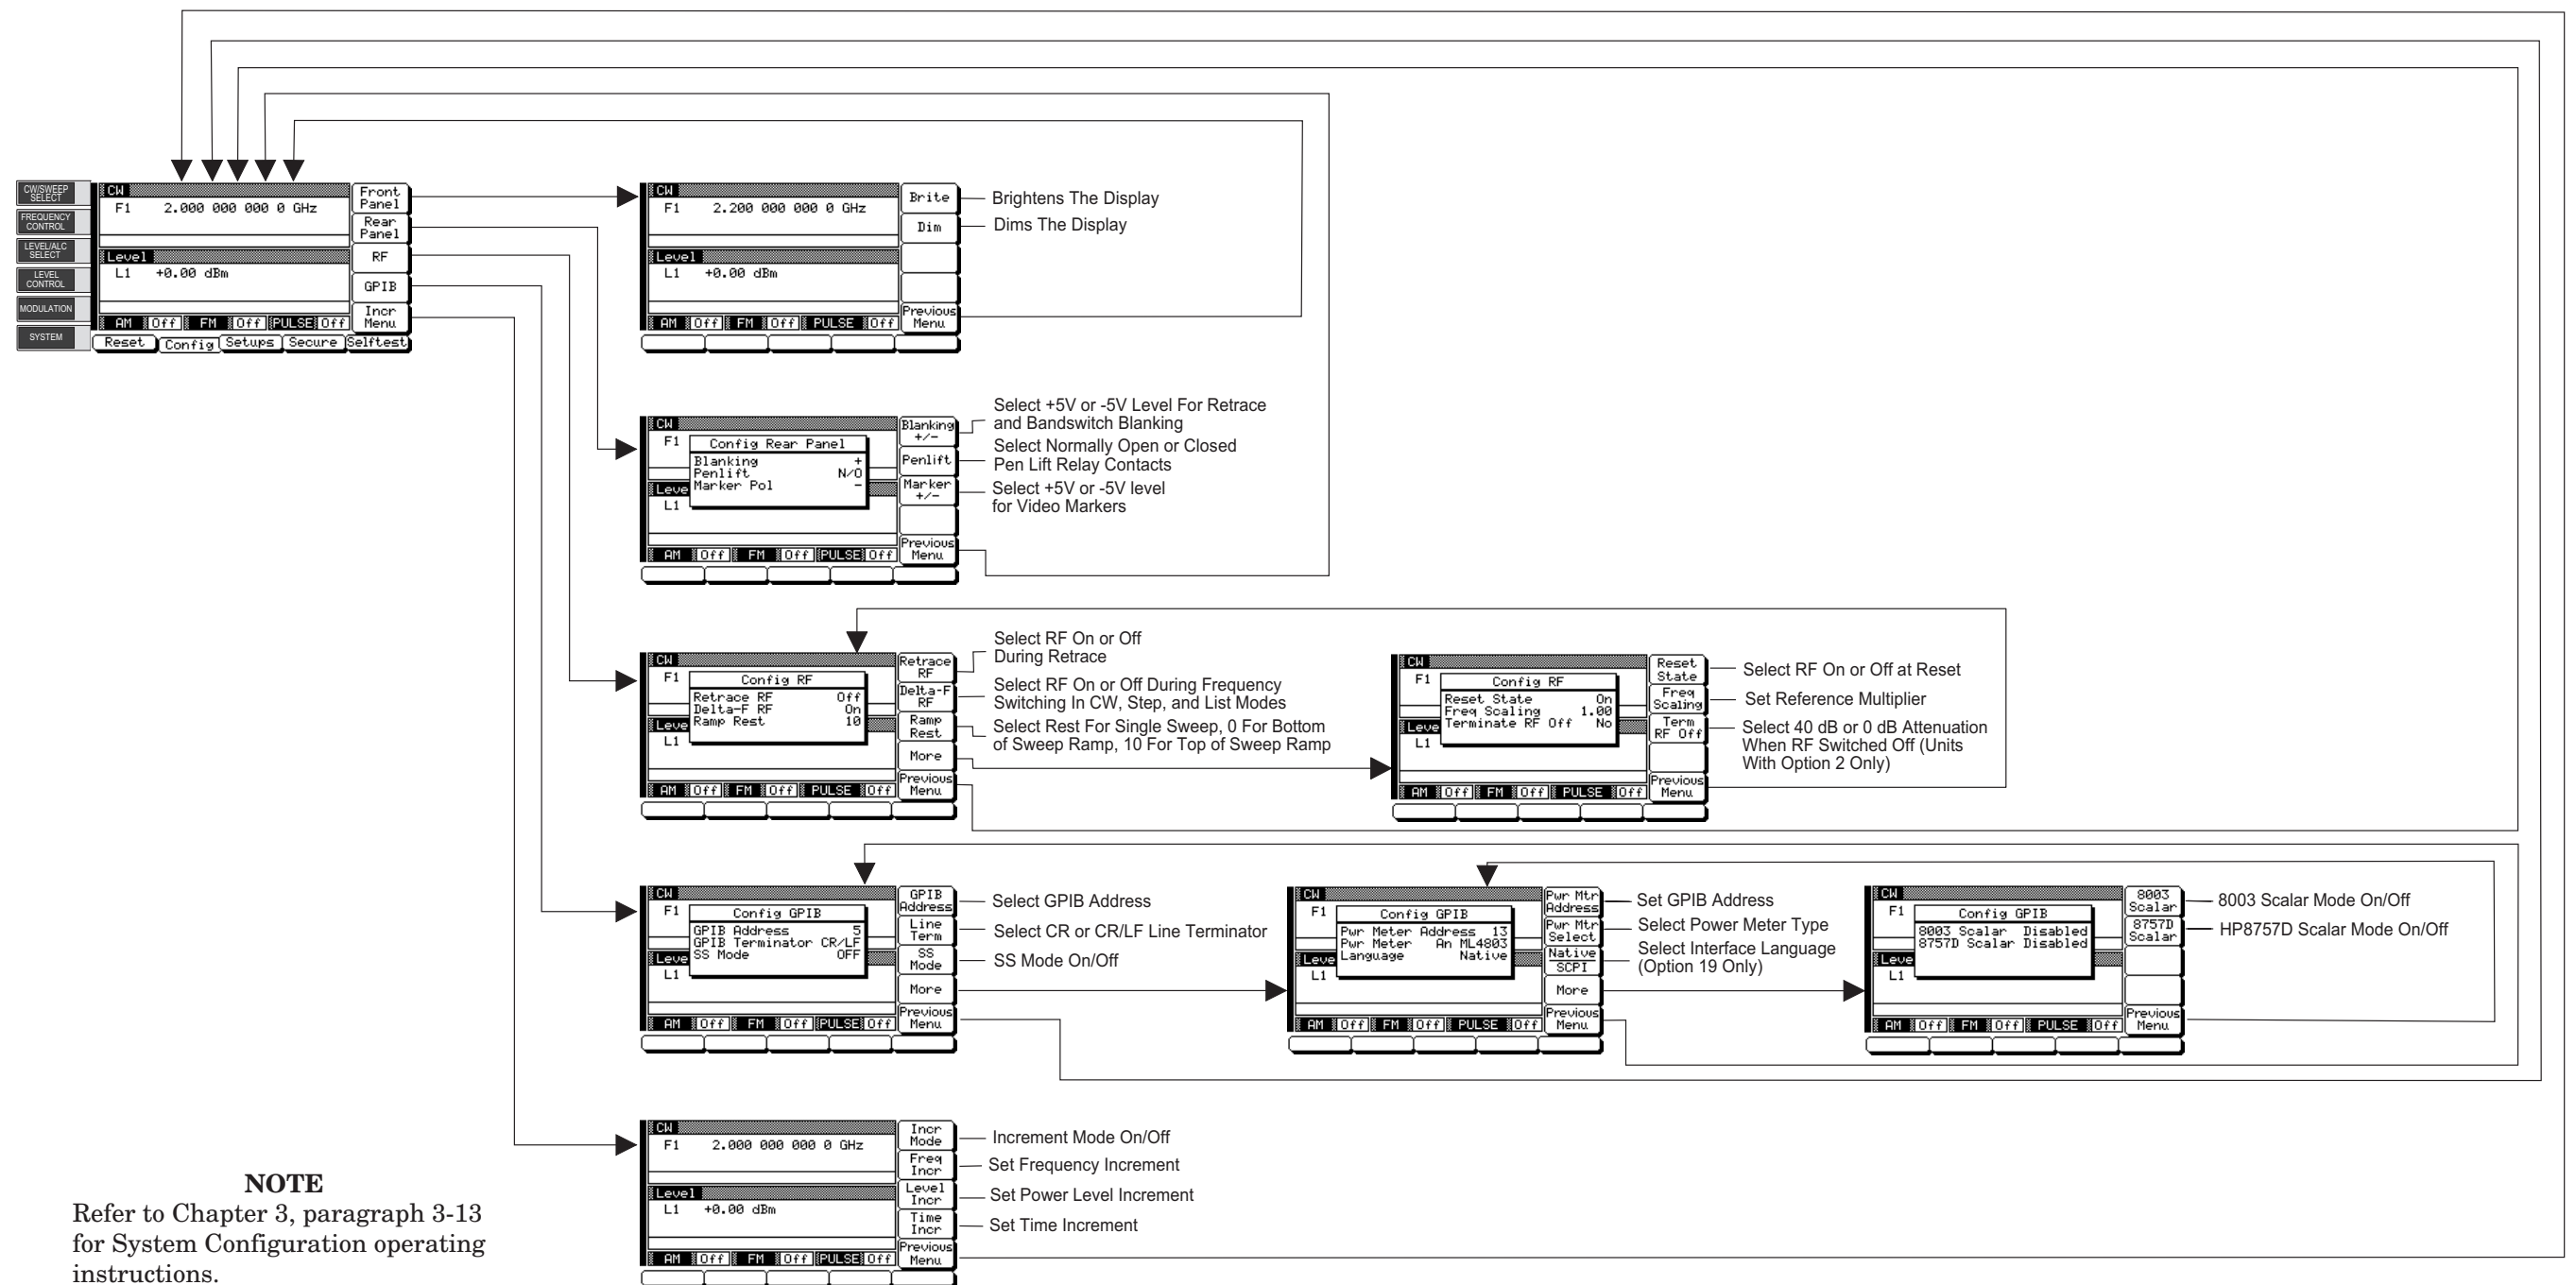 CW/SWEEP
SELECT
FREQUENCY
CONTROL
LEVEL/ALC
SELECT
LEVEL
CONTROL
MODULATION
SYSTEM
CW
F1 2.000 000 000 0 GHz
Level
L1 +0.00 dBm
AM Off FM Off PULSE Off
Front
Panel
Rear
Panel
RF
GPIB
Incr
Menu
Reset Config Setups Secure Selftest
CW
F1 2.200 000 000 0 GHz
Level
L1 +0.00 dBm
AM Off FM Off PULSE Off
Brite
Dim
Previous
Menu
Brightens The Display
Dims The Display
CW
F1
Config Rear Panel
Blanking +
Penlift N/O
Marker Pol -
Leve
L1
AM Off FM Off PULSE Off
Blanking
+/-
Penlift
Marker
+/-
Previous
Menu
Select +5V or -5V Level For Retrace
and Bandswitch Blanking
Select Normally Open or Closed
Pen Lift Relay Contacts
Select +5V or -5V level
for Video Markers
CW
F1
Config RF
Retrace RF Off
Delta-F RF On
Ramp Rest 10
Leve
L1
AM Off FM Off PULSE Off
Retrace
RF
Delta-F
RF
Ramp
Rest
More
Previous
Menu
Select RF On or Off
During Retrace
Select RF On or Off During Frequency
Switching In CW, Step, and List Modes
Select Rest For Single Sweep, 0 For Bottom
of Sweep Ramp, 10 For Top of Sweep Ramp
CW
F1
Config RF
Reset State On
Freq Scaling 1.00
Terminate RF Off No
Leve
L1
AM Off FM Off PULSE Off
Reset
State
Freq
Scaling
Term
RF Off
Previous
Menu
Select RF On or Off at Reset
Set Reference Multiplier
Select 40 dB or 0 dB Attenuation
When RF Switched Off (Units
With Option 2 Only)
CW
F1
Config GPIB
GPIB Address 5
GPIB Terminator CR/LF
SS Mode OFF
Leve
L1
AM Off FM Off PULSE Off
GPIB
Address
Line
Term
SS
Mode
More
Previous
Menu
Select GPIB Address
Select CR or CR/LF Line Terminator
SS Mode On/Off
CW
F1
Config GPIB
Pwr Meter Address 13
Pwr Meter An ML4803
Language Native
Leve
L1
AM Off FM Off PULSE Off
Pwr Mtr
Address
Pwr Mtr
Select
Native
SCPI
More
Previous
Menu
Set GPIB Address
Select Power Meter Type
Select Interface Language
(Option 19 Only)
CW
F1
Config GPIB
8003 Scalar Disabled
8757D Scalar Disabled
Leve
L1
AM Off FM Off PULSE Off
8003
Scalar
8757D
Scalar
Previous
Menu
8003 Scalar Mode On/Off
HP8757D Scalar Mode On/Off
CW
F1 2.000 000 000 0 GHz
Level
L1 +0.00 dBm
AM Off FM Off PULSE Off
Incr
Mode
Freq
Incr
Level
Incr
Time
Incr
Previous
Menu
Increment Mode On/Off
Set Frequency Increment
Set Power Level Increment
Set Time Increment
NOTE
Refer to Chapter 3, paragraph 3-13
for System Configuration operating
instructions.